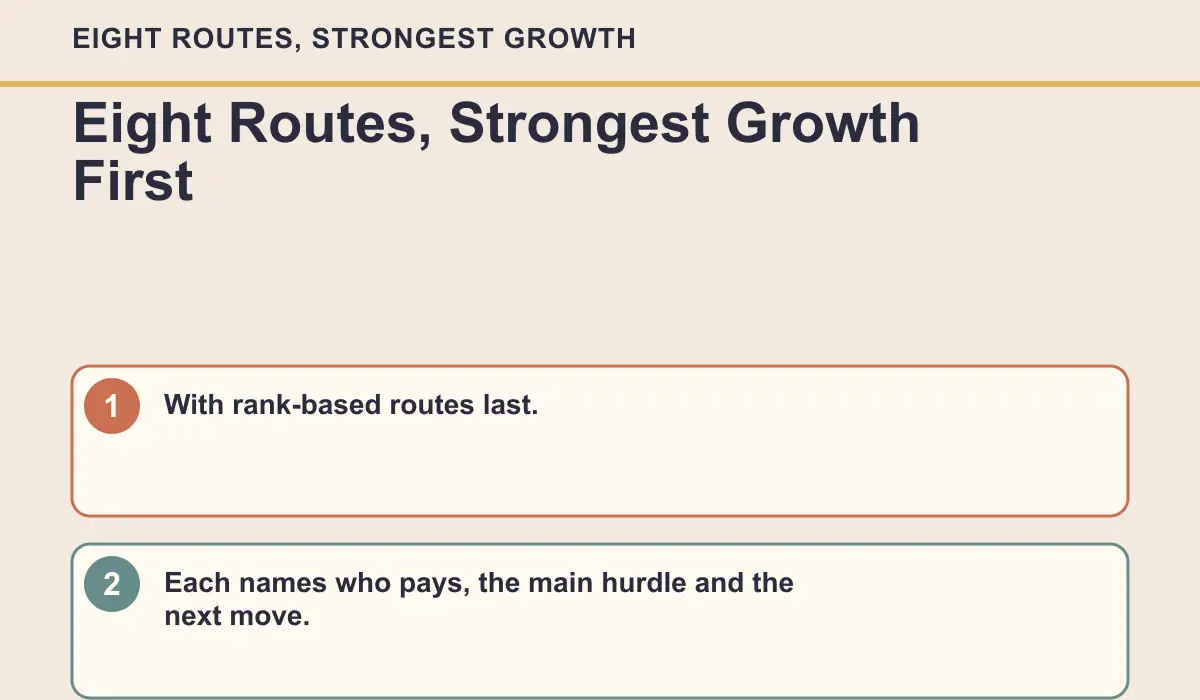 EIGHT ROUTES, STRONGEST GROWTH
Eight Routes, Strongest Growth
First
1
With rank-based routes last.
2
Each names who pays, the main hurdle and the
next move.